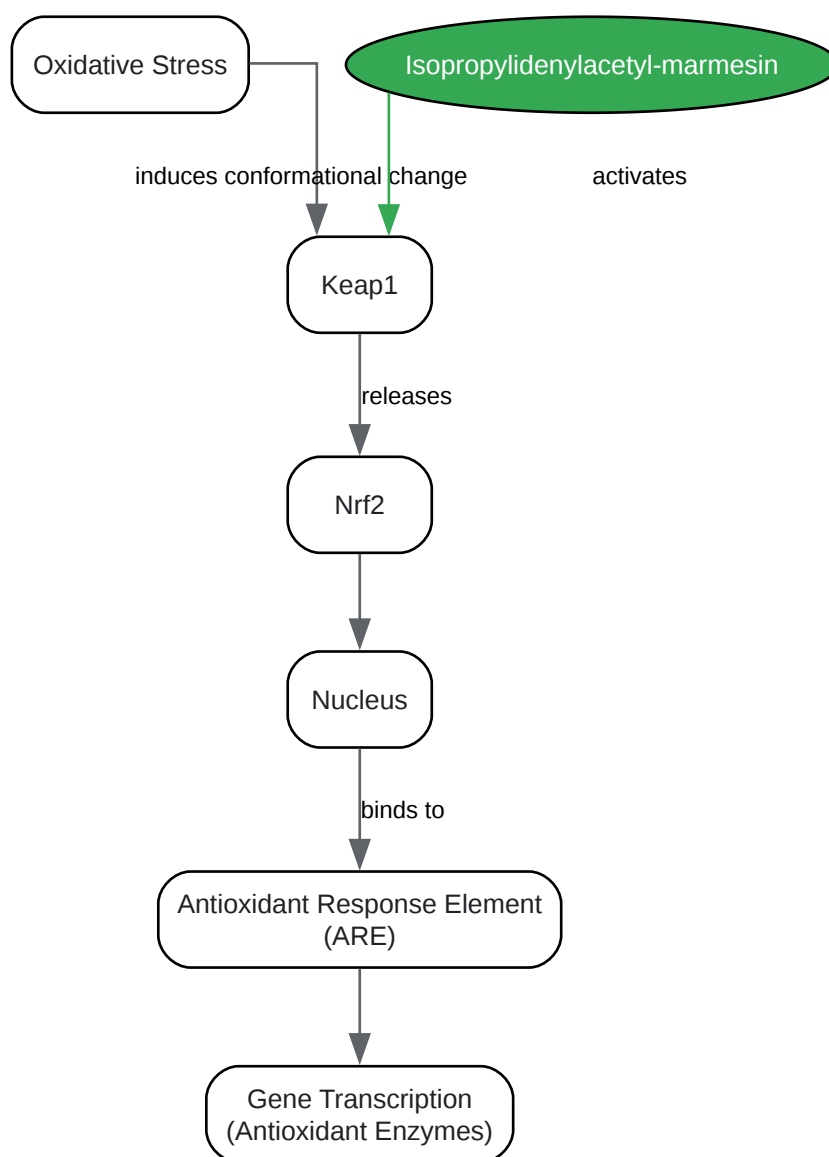 Oxidative Stress
Isopropylidenylacetyl-marmesin
induces conformational change
activates
Keap1
releases
Nrf2
Nucleus
binds to
Antioxidant Response Element
(ARE)
Gene Transcription
(Antioxidant Enzymes)